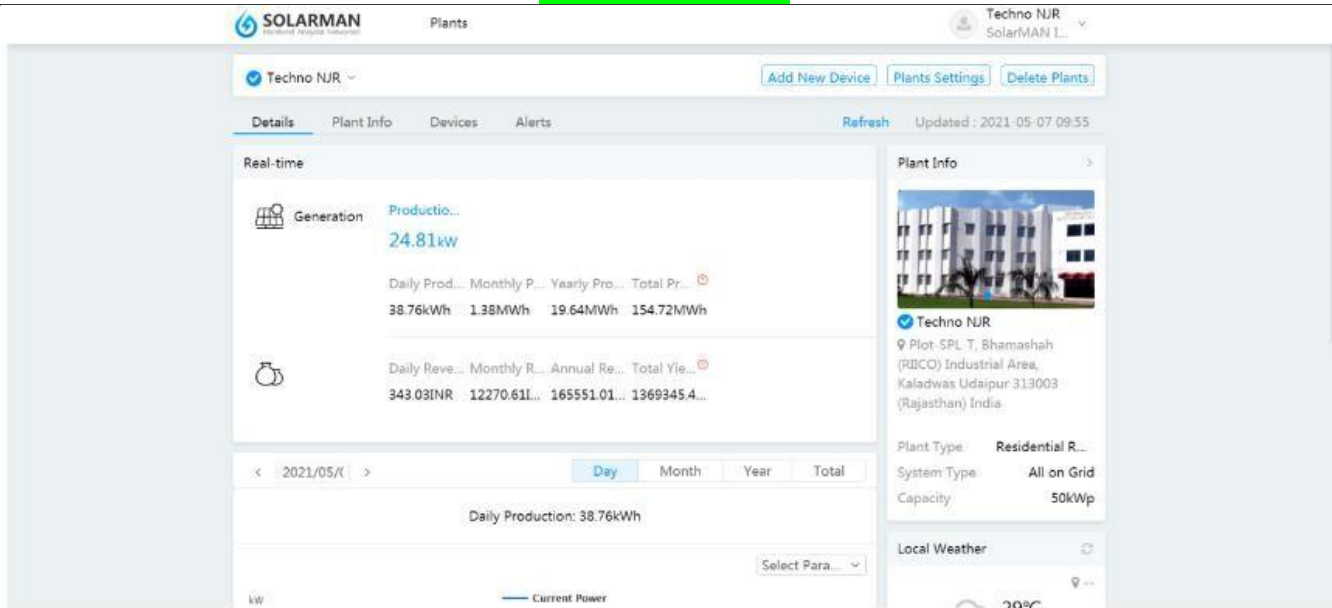 SOLARMAN
Plants
Techno NJR
SolarMAN I...
Techno NJR
Add New Device
Plants Settings
Delete Plants
Details
Plant Info
Devices
Alerts
Refresh
Updated : 2021-05-07 09:55
Real-time
Generation
Productio...
24.81kW
Daily Prod... Monthly P... Yearly Pro... Total Pr...
38.76kWh 1.38MWh 19.64MWh 154.72MWh
Daily Reve... Monthly R... Annual Re... Total Yie...
343.03INR 12270.61I... 165551.01... 1369345.4...
2021/05/(
Day Month Year Total
Daily Production: 38.76kWh
Select Para...
kW
Current Power
Plant Info
Techno NJR
Plot-SPL-T, Bhamashah
(RIICO) Industrial Area,
Kaladwas Udaipur 313003
(Rajasthan) India
Plant Type Residential R...
System Type All on Grid
Capacity 50kWp
Local Weather
--
29°C